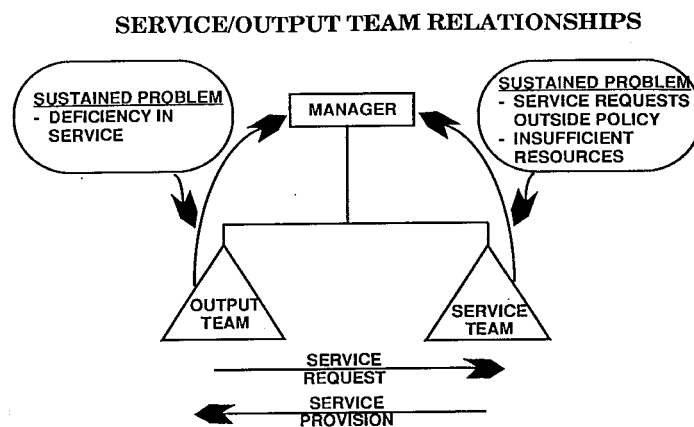 SERVICE/OUTPUT TEAM RELATIONSHIPS
SUSTAINED PROBLEM
- DEFICIENCY IN
SERVICE
MANAGER
SUSTAINED PROBLEM
- SERVICE REQUESTS
OUTSIDE POLICY
- INSUFFICIENT
RESOURCES
OUTPUT
TEAM
SERVICE
TEAM
SERVICE
REQUEST
SERVICE
PROVISION